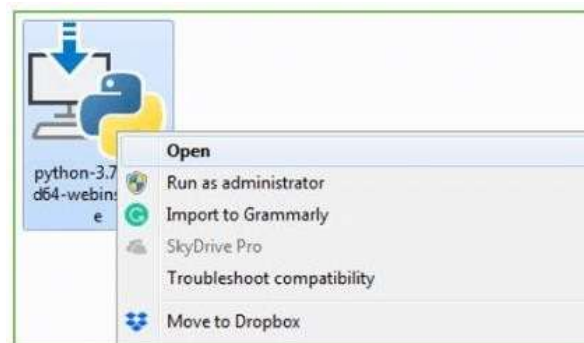 python-3.7
d64-webins
e
Open
Run as administrator
Import to Grammarly
SkyDrive Pro
Troubleshoot compatibility
Move to Dropbox